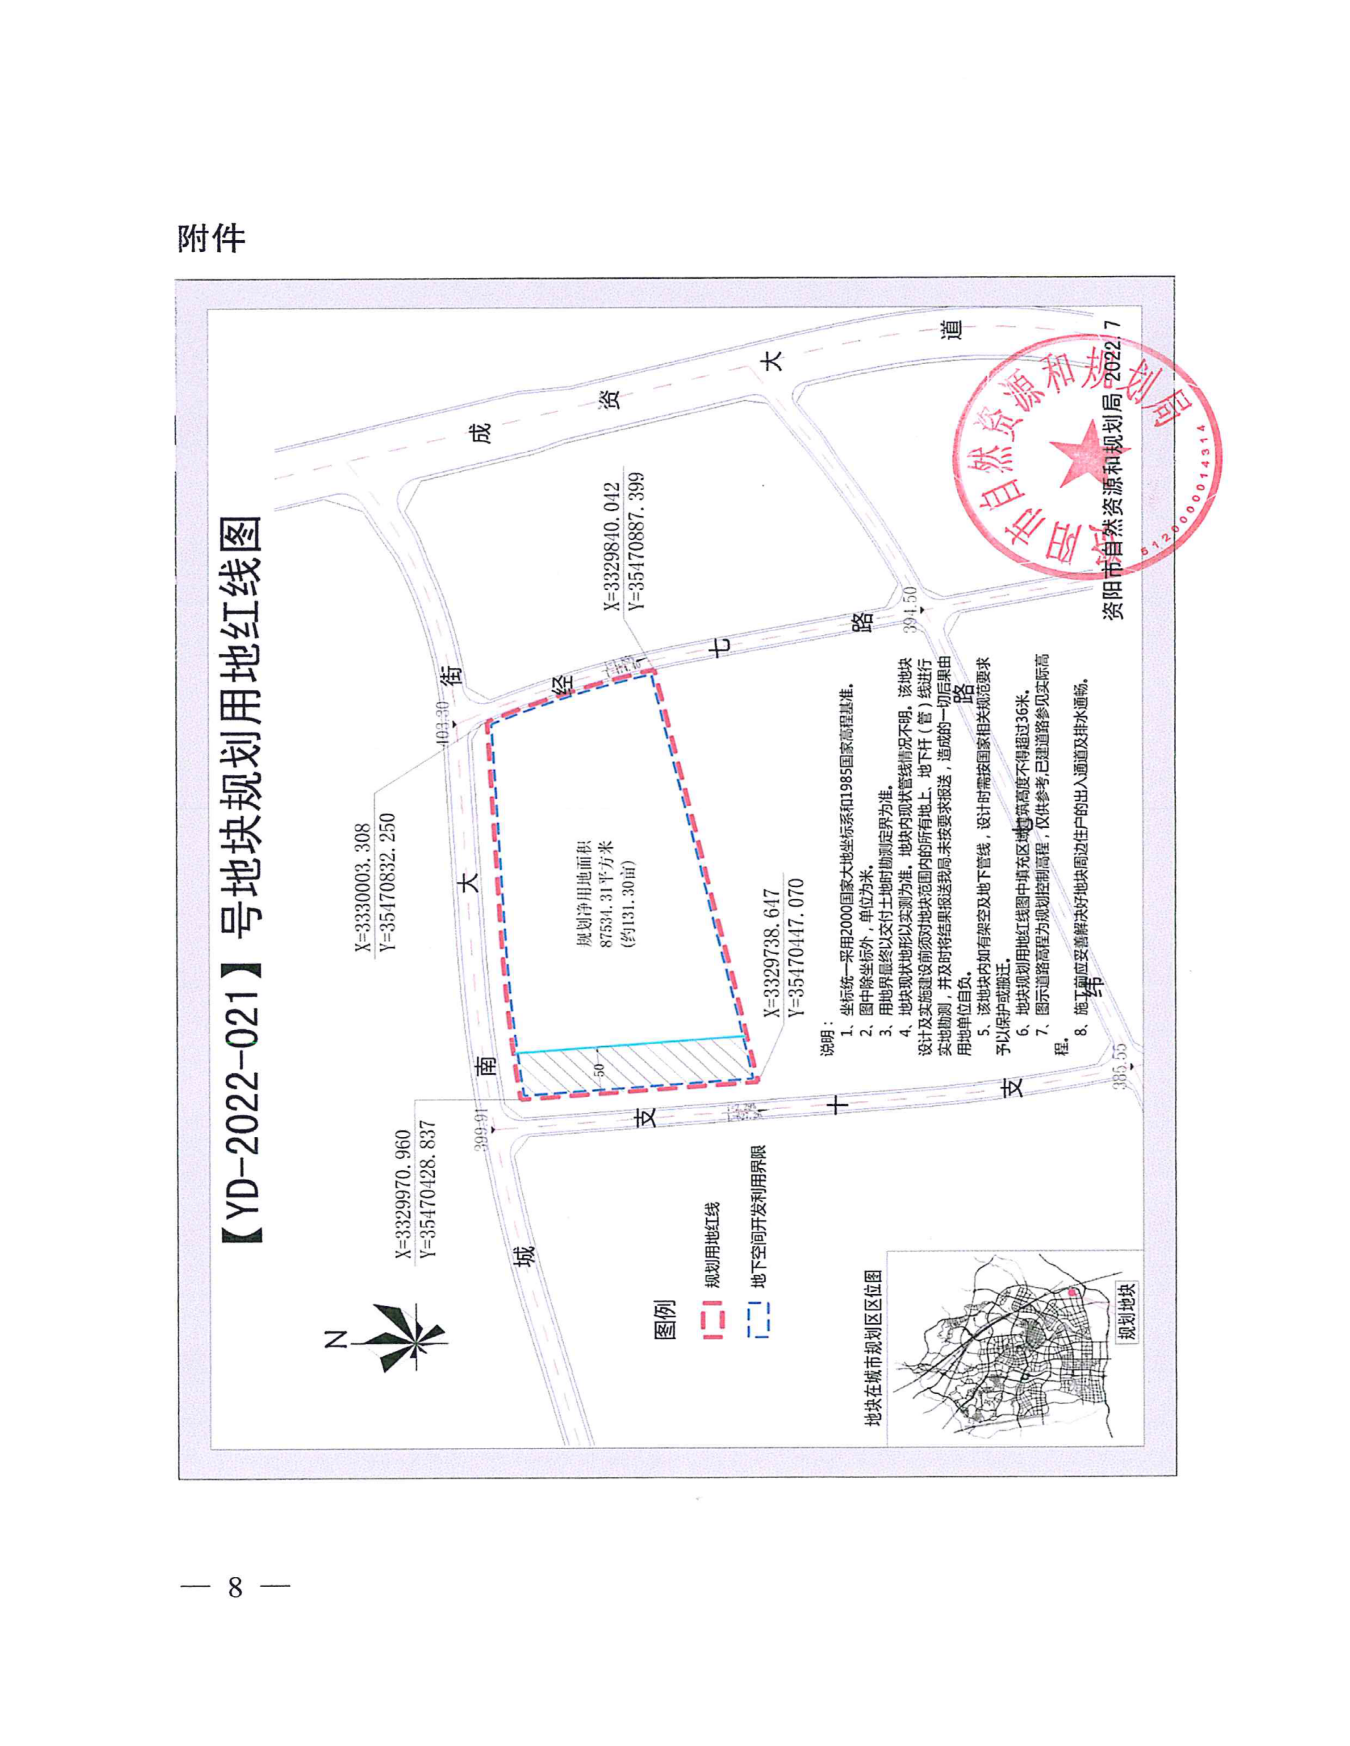 附件
【YD-2022-021】号地块规划用地红线图
N
X=3330003.308
Y=35470832.250
X=3329970.960
Y=35470428.837
X=3329840.042
Y=35470887.399
X=3329738.647
Y=35470447.070
403.30
399.91
394.50
385.55
成资大道
城南大街
经七路
支十支
纬七路
规划净用地面积
87534.31平方米
(约131.30亩)
50
图例
规划用地红线
地下空间开发利用界限
说明：
1、坐标统一采用2000国家大地坐标系和1985国家高程基准。
2、图中除坐标外，单位为米。
3、用地界最终以交付土地时勘测定界为准。
4、地块现状地形以实测为准。地块内现状管线情况不明。该地块
设计及实施建设前须对地块范围内的所有地上、地下杆（管）线进行
实地勘测，并及时将结果报送我局.未按要求报送，造成的一切后果由
用地单位自负。
5、该地块内如有架空及地下管线，设计时需按国家相关规范要求
予以保护或搬迁。
6、地块规划用地红线图中填充区域建筑高度不得超过36米。
7、图示道路高程为规划控制高程，仅供参考,已建道路参见实际高
程。
8、施工前应妥善解决好地块周边住户的出入通道及排水通畅。
地块在城市规划区区位图
规划地块
资阳市自然资源和规划局 2022.7
资阳市自然资源和规划局
5120000014314
— 8 —